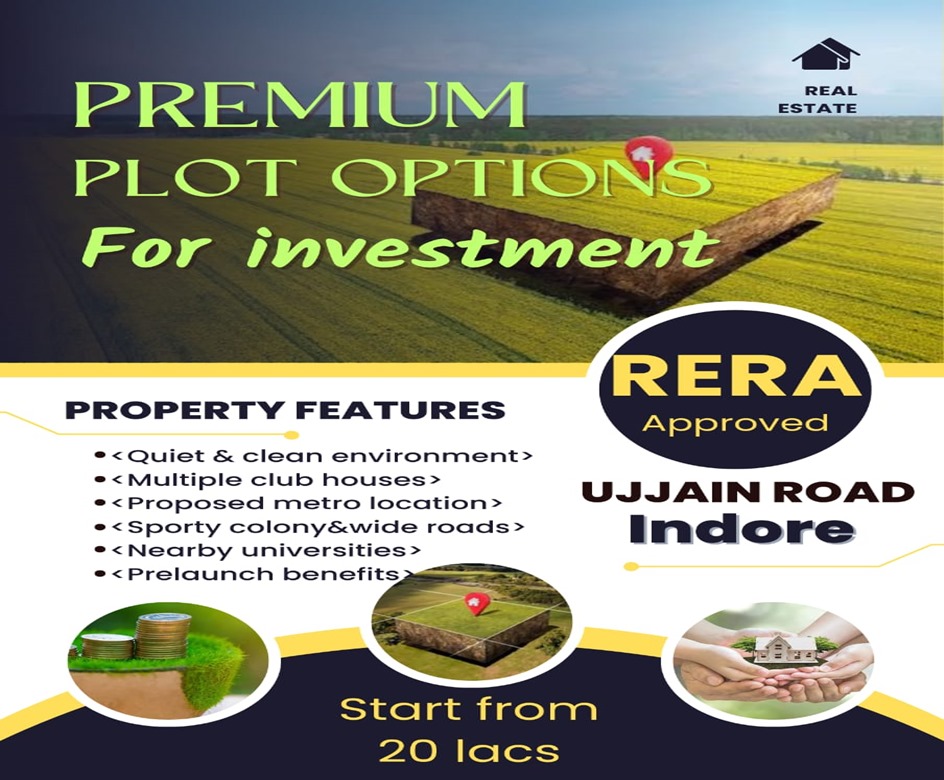 REAL
ESTATE
PREMIUM
PLOT OPTIONS
For investment
RERA
Approved
PROPERTY FEATURES
•<Quiet & clean environment>
•<Multiple club houses>
•<Proposed metro location>
•<Sporty colony&wide roads>
•<Nearby universities>
•<Prelaunch benefits>
UJJAIN ROAD
Indore
Start from
20 lacs